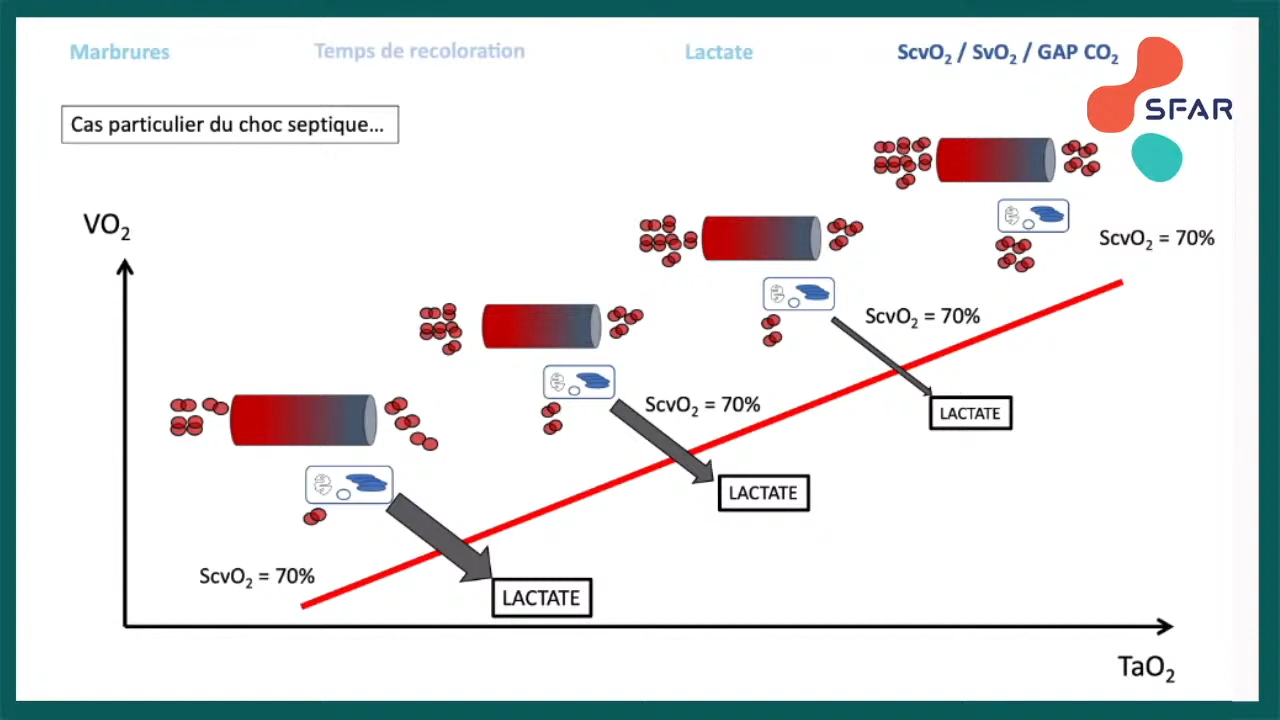 Marbrures
Temps de recoloration
Lactate
ScvO₂ / SvO₂ / GAP CO₂
SFAR
Cas particulier du choc septique...
VO₂
ScvO₂ = 70%
ScvO₂ = 70%
LACTATE
ScvO₂ = 70%
LACTATE
ScvO₂ = 70%
LACTATE
TaO₂